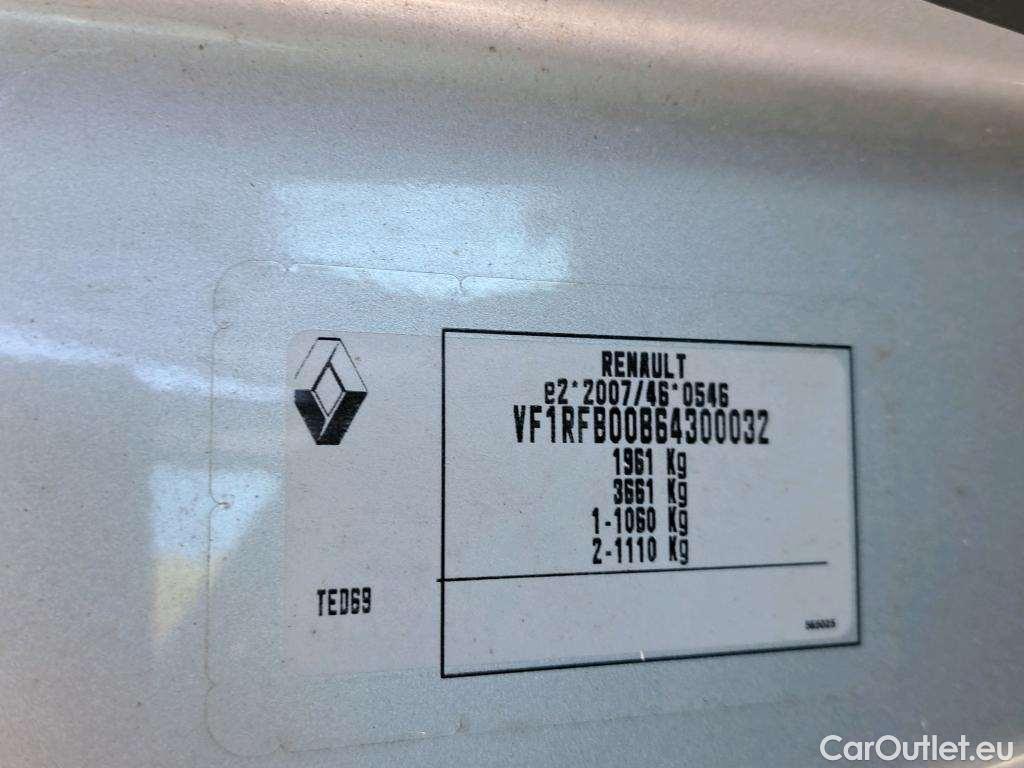 RENAULT
e2*2007/46*0546
VF1RFB00B64300032
1961 Kg
3661 Kg
1-1060 Kg
2-1110 Kg
TED69
565025
CarOutlet.eu